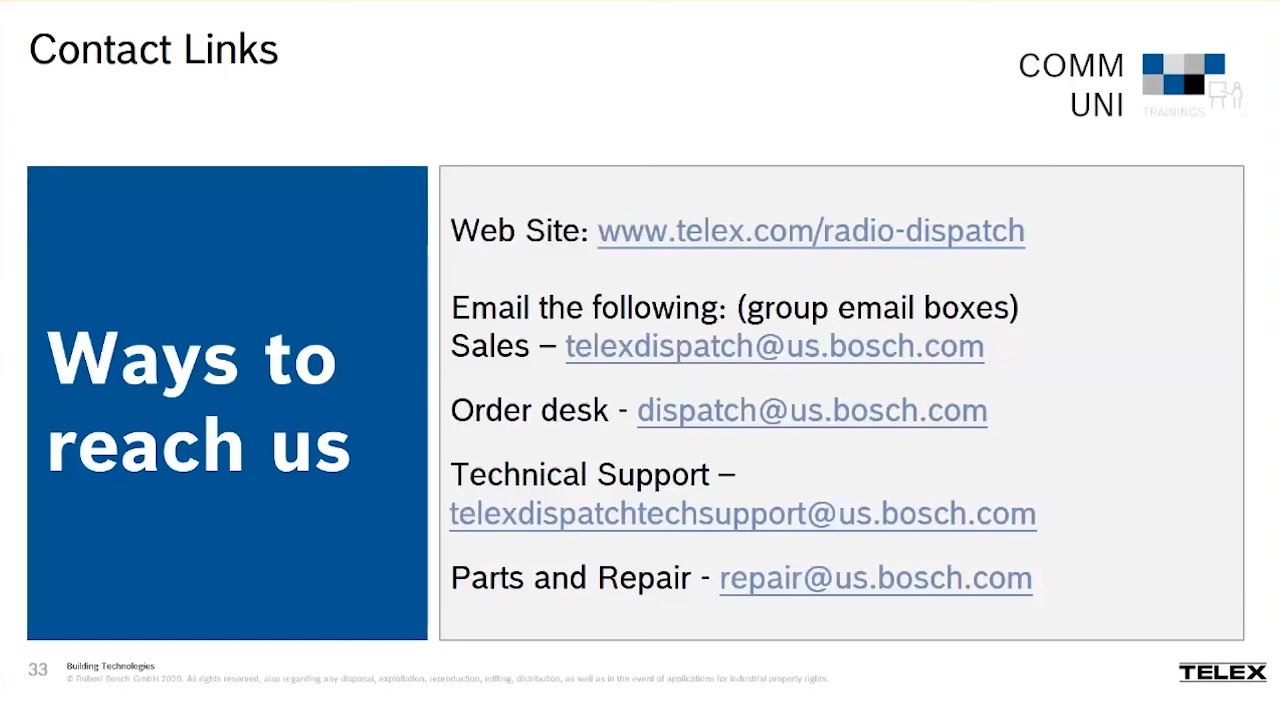 Contact Links
COMM
UNI
TRAININGS
Ways to
reach us
Web Site: www.telex.com/radio-dispatch
Email the following: (group email boxes)
Sales – telexdispatch@us.bosch.com
Order desk - dispatch@us.bosch.com
Technical Support –
telexdispatchtechsupport@us.bosch.com
Parts and Repair - repair@us.bosch.com
33
Building Technologies
© Robert Bosch GmbH 2020. All rights reserved, also regarding any disposal, exploitation, reproduction, editing, distribution, as well as in the event of applications for industrial property rights.
TELEX